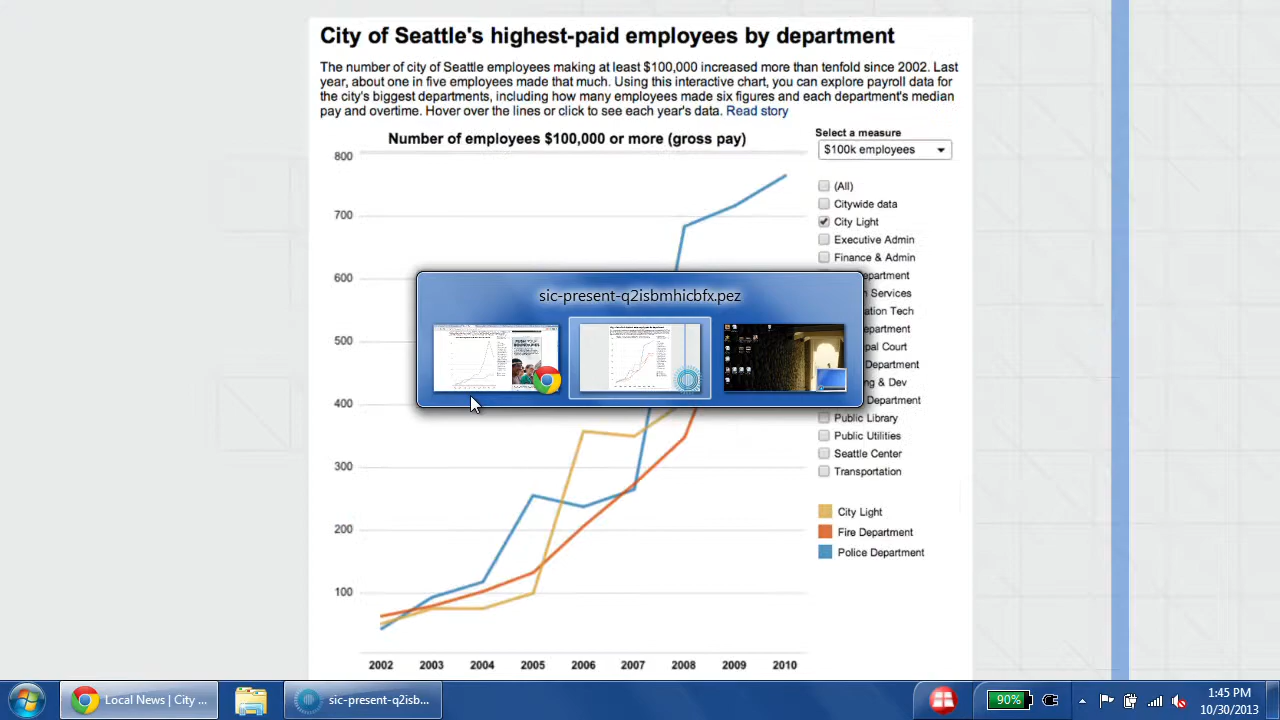 City of Seattle's highest-paid employees by department
The number of city of Seattle employees making at least $100,000 increased more than tenfold since 2002. Last
year, about one in five employees made that much. Using this interactive chart, you can explore payroll data for
the city's biggest departments, including how many employees made six figures and each department's median
pay and overtime. Hover over the lines or click to see each year's data. Read story
Number of employees $100,000 or more (gross pay)
Select a measure
$100k employees
800
700
600
500
400
300
200
100
2002 2003 2004 2005 2006 2007 2008 2009 2010
(All)
Citywide data
City Light
Executive Admin
Finance & Admin
epartment
Services
ation Tech
epartment
pal Court
Department
g & Dev
Department
Public Library
Public Utilities
Seattle Center
Transportation
City Light
Fire Department
Police Department
sic-present-q2isbmhicbfx.pez
Local News | City ...
sic-present-q2isb...
90%
1:45 PM
10/30/2013